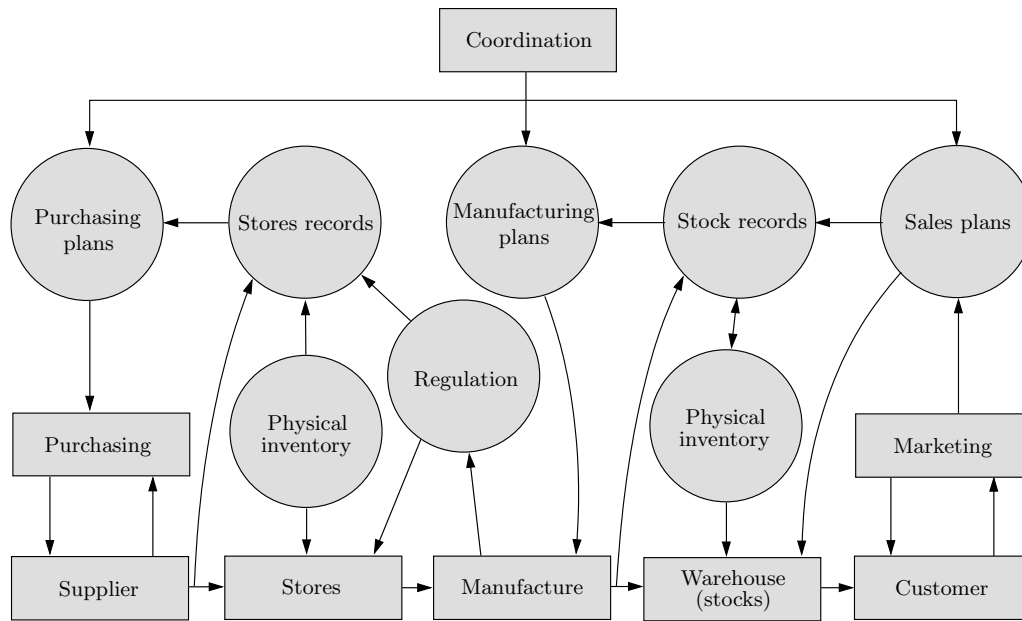 Coordination
Purchasing
plans
Stores records
Manufacturing
plans
Stock records
Sales plans
Regulation
Physical
inventory
Physical
inventory
Purchasing
Marketing
Supplier
Stores
Manufacture
Warehouse
(stocks)
Customer